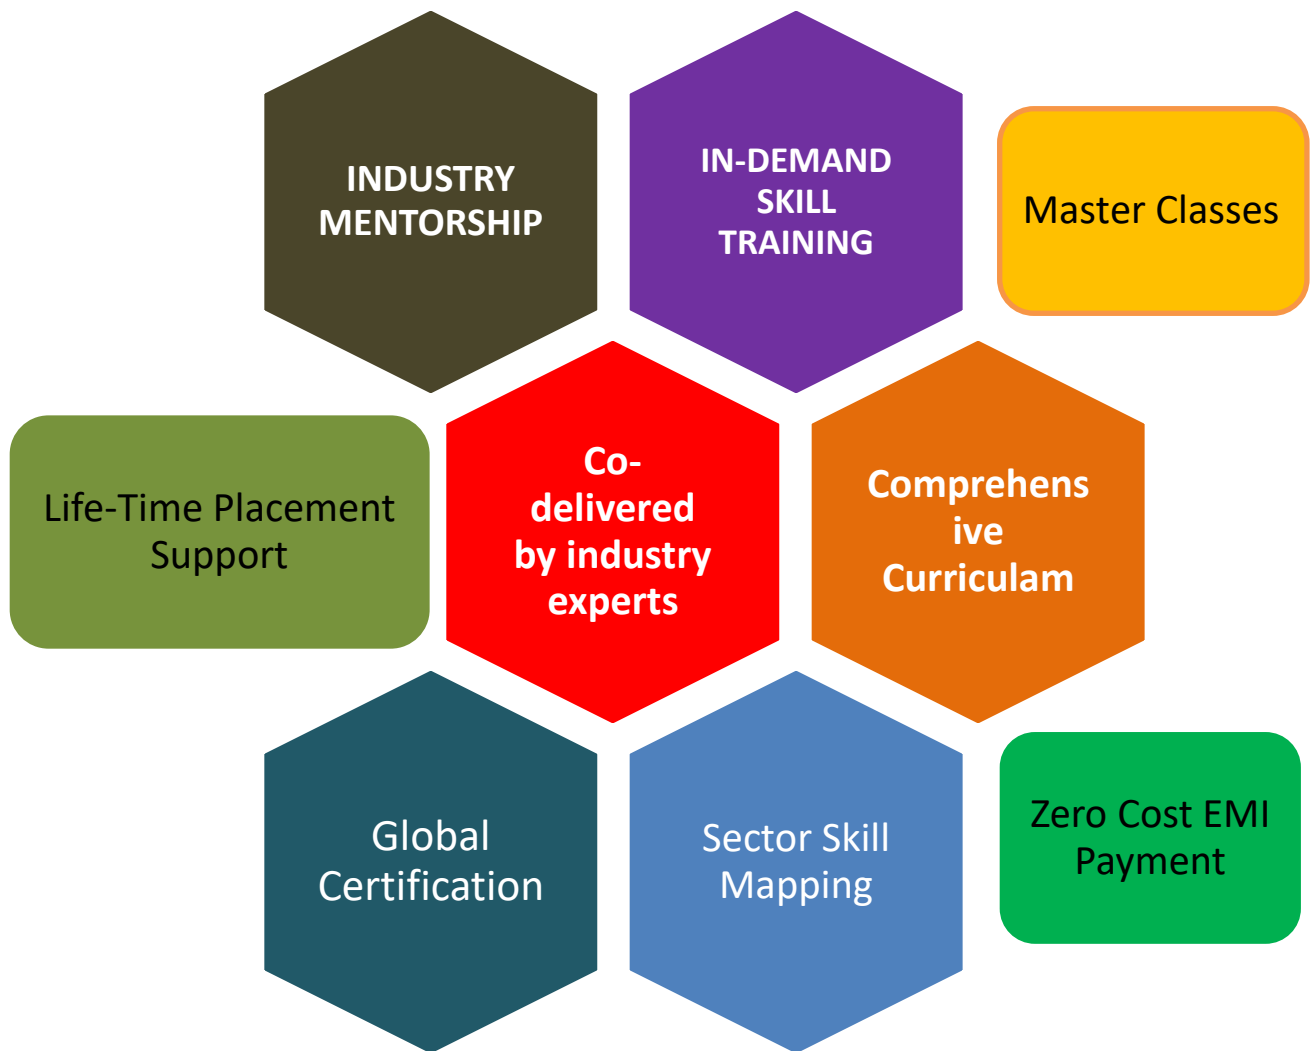 INDUSTRY
MENTORSHIP
IN-DEMAND
SKILL
TRAINING
Master Classes
Life-Time Placement
Support
Co-
delivered
by industry
experts
Comprehens
ive
Curriculam
Global
Certification
Sector Skill
Mapping
Zero Cost EMI
Payment